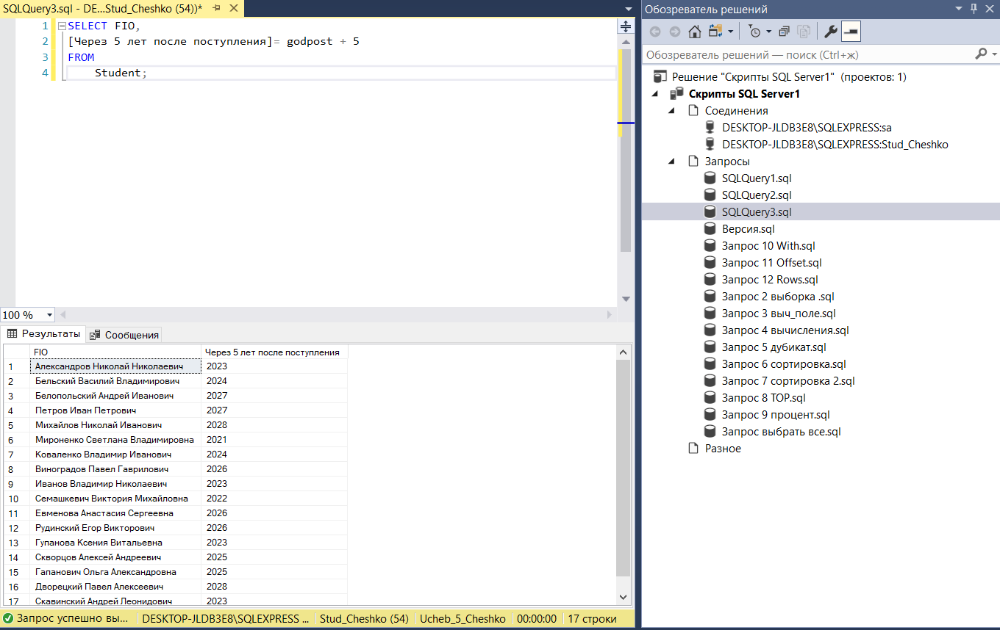 SQLQuery3.sql - DE...Stud_Cheshko (54))*
1 SELECT FIO,
2 [Через 5 лет после поступления]= godpost + 5
3 FROM
4 Student;
100 %
Результаты Сообщения
FIO Через 5 лет после поступления
1 Александров Николай Николаевич 2023
2 Бельский Василий Владимирович 2024
3 Белопольский Андрей Иванович 2027
4 Петров Иван Петрович 2027
5 Михайлов Николай Иванович 2028
6 Мироненко Светлана Владимировна 2021
7 Коваленко Владимир Иванович 2024
8 Виноградов Павел Гаврилович 2026
9 Иванов Владимир Николаевич 2023
10 Семашкевич Виктория Михайловна 2022
11 Евменова Анастасия Сергеевна 2026
12 Рудинский Егор Викторович 2026
13 Гупанова Ксения Витальевна 2023
14 Скворцов Алексей Андреевич 2025
15 Гапанович Ольга Александровна 2025
16 Дворецкий Павел Алексеевич 2028
17 Скавинский Андрей Леонидович 2023
Запрос успешно вы... DESKTOP-JLDB3E8\SQLEXPRESS ... Stud_Cheshko (54) Ucheb_5_Cheshko 00:00:00 17 строки
Обозреватель решений
Обозреватель решений — поиск (Ctrl+ж)
Решение "Скрипты SQL Server1" (проектов: 1)
Скрипты SQL Server1
Соединения
DESKTOP-JLDB3E8\SQLEXPRESS:sa
DESKTOP-JLDB3E8\SQLEXPRESS:Stud_Cheshko
Запросы
SQLQuery1.sql
SQLQuery2.sql
SQLQuery3.sql
Версия.sql
Запрос 10 With.sql
Запрос 11 Offset.sql
Запрос 12 Rows.sql
Запрос 2 выборка .sql
Запрос 3 выч_поле.sql
Запрос 4 вычисления.sql
Запрос 5 дубикат.sql
Запрос 6 сортировка.sql
Запрос 7 сортировка 2.sql
Запрос 8 TOP.sql
Запрос 9 процент.sql
Запрос выбрать все.sql
Разное